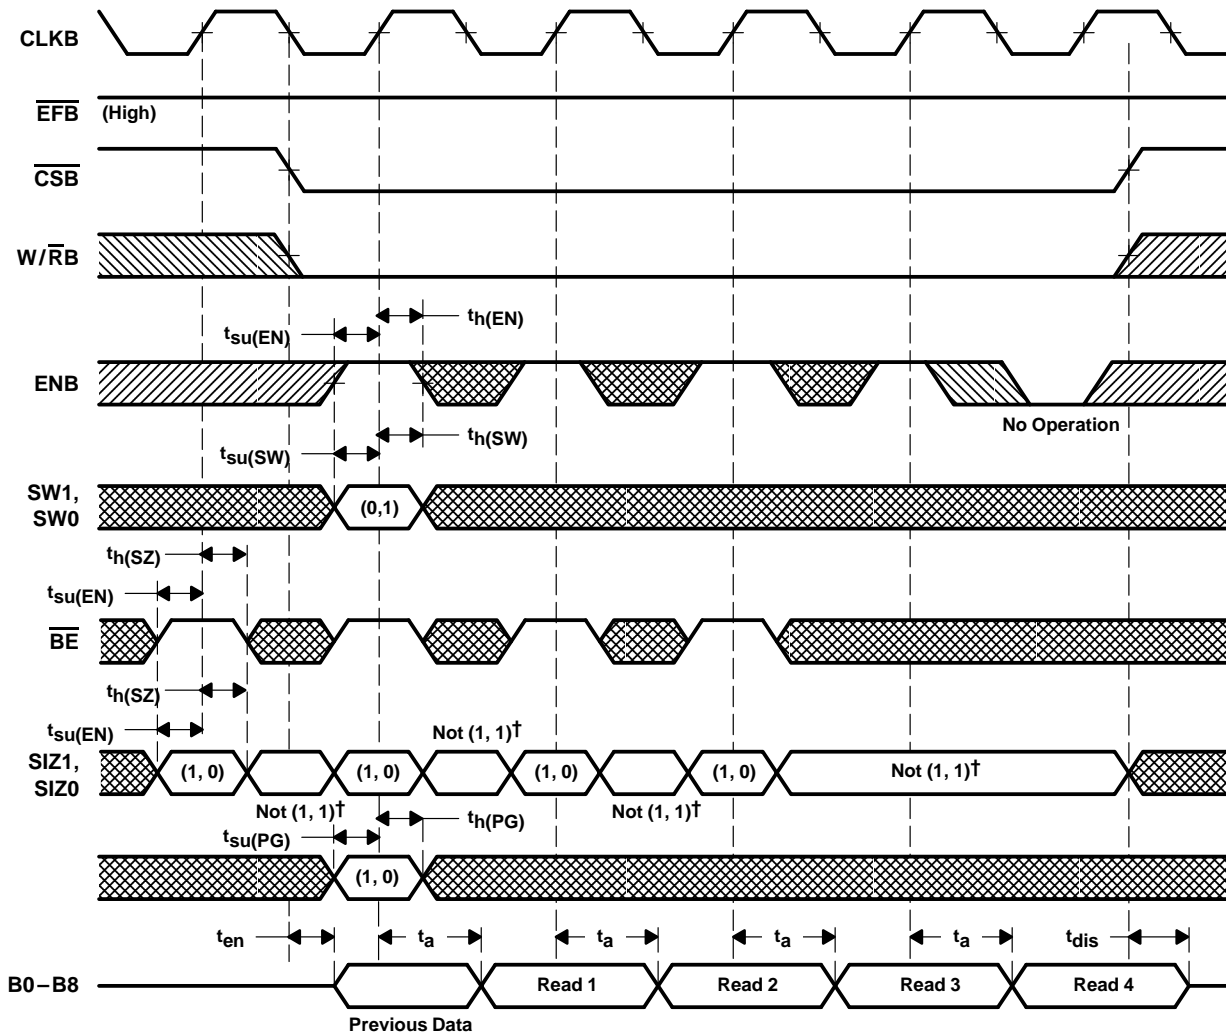 CLKB
EFB (High)
CSB
W/RB
th(EN)
tsu(EN)
ENB
No Operation
th(SW)
tsu(SW)
SW1,
SW0
(0,1)
th(SZ)
tsu(EN)
BE
th(SZ)
tsu(EN)
Not (1, 1)†
SIZ1,
SIZ0
(1, 0) (1, 0) (1, 0) (1, 0) Not (1, 1)†
Not (1, 1)† Not (1, 1)†
th(PG)
tsu(PG)
(1, 0)
ten ta ta ta ta tdis
B0–B8 Read 1 Read 2 Read 3 Read 4
Previous Data